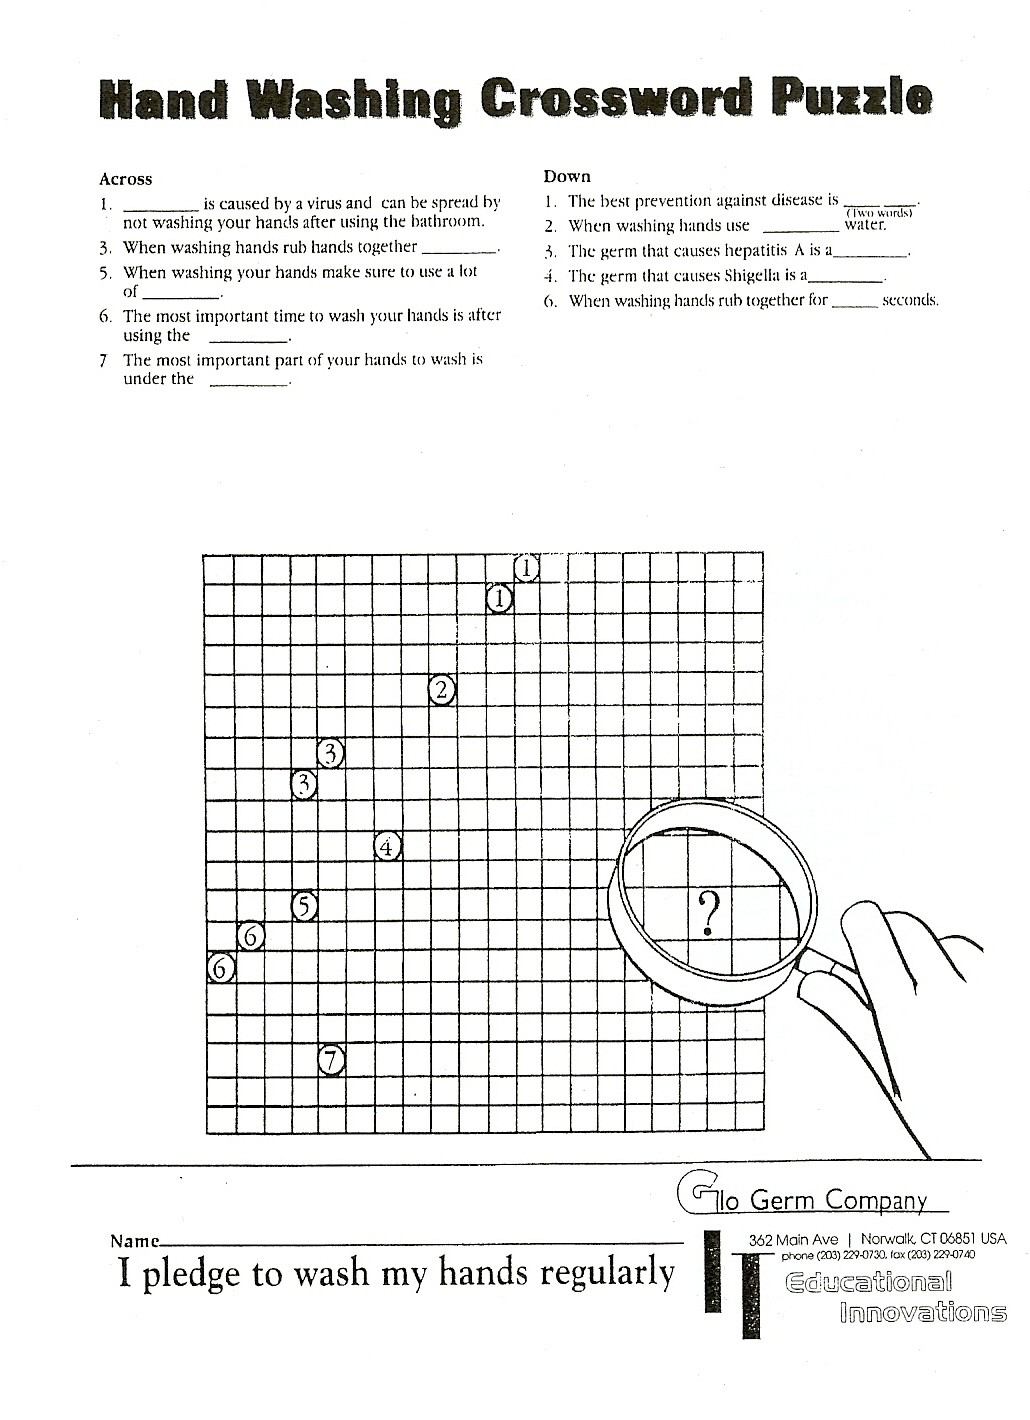 Hand Washing Crossword Puzzle
Across
1. ________ is caused by a virus and can be spread by
not washing your hands after using the bathroom.
3. When washing hands rub hands together ________.
5. When washing your hands make sure to use a lot
of ________.
6. The most important time to wash your hands is after
using the ________.
7 The most important part of your hands to wash is
under the ________.
Down
1. The best prevention against disease is ____ ____.
(Two words)
2. When washing hands use ________ water.
3. The germ that causes hepatitis A is a________.
4. The germ that causes Shigella is a________.
6. When washing hands rub together for _____ seconds.
1
1
2
3
3
4
5
?
6
6
7
Glo Germ Company
Name
362 Main Ave | Norwalk, CT 06851 USA
phone (203) 229-0730, fax (203) 229-0740
I pledge to wash my hands regularly
Educational
Innovations